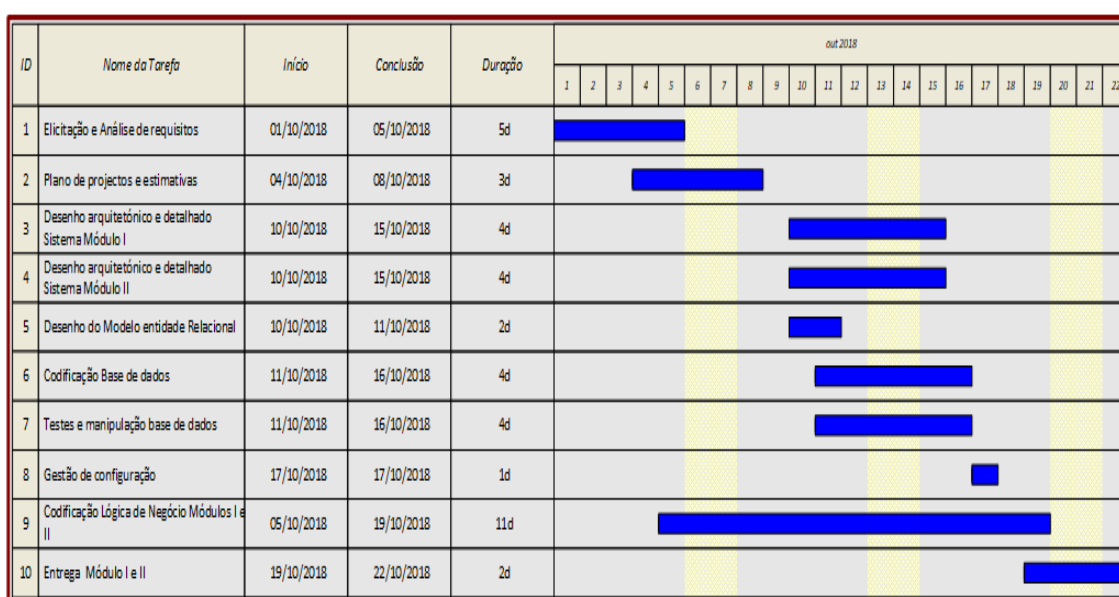 ID Nome da Tarefa Início Conclusão Duração out 2018
1 2 3 4 5 6 7 8 9 10 11 12 13 14 15 16 17 18 19 20 21 22
1 Elicitação e Análise de requisitos 01/10/2018 05/10/2018 5d
2 Plano de projectos e estimativas 04/10/2018 08/10/2018 3d
3 Desenho arquitetónico e detalhado
Sistema Módulo I 10/10/2018 15/10/2018 4d
4 Desenho arquitetónico e detalhado
Sistema Módulo II 10/10/2018 15/10/2018 4d
5 Desenho do Modelo entidade Relacional 10/10/2018 11/10/2018 2d
6 Codificação Base de dados 11/10/2018 16/10/2018 4d
7 Testes e manipulação base de dados 11/10/2018 16/10/2018 4d
8 Gestão de configuração 17/10/2018 17/10/2018 1d
9 Codificação Lógica de Negócio Módulos I e
II 05/10/2018 19/10/2018 11d
10 Entrega Módulo I e II 19/10/2018 22/10/2018 2d